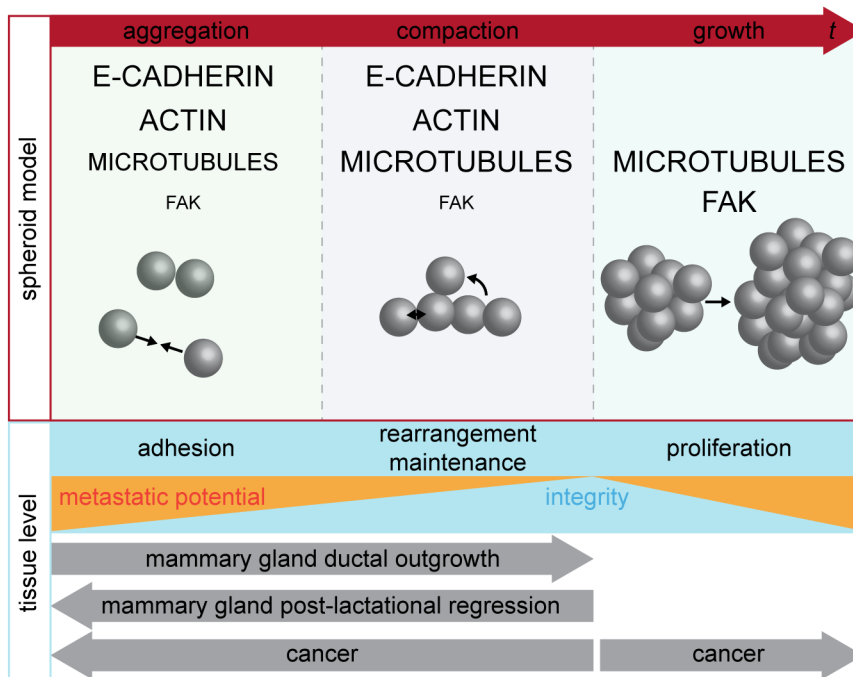 aggregation compaction growth t
spheroid model
E-CADHERIN E-CADHERIN
ACTIN ACTIN
MICROTUBULES MICROTUBULES MICROTUBULES
FAK FAK FAK
tissue level
adhesion rearrangement maintenance proliferation
metastatic potential integrity
mammary gland ductal outgrowth
mammary gland post-lactational regression
cancer cancer